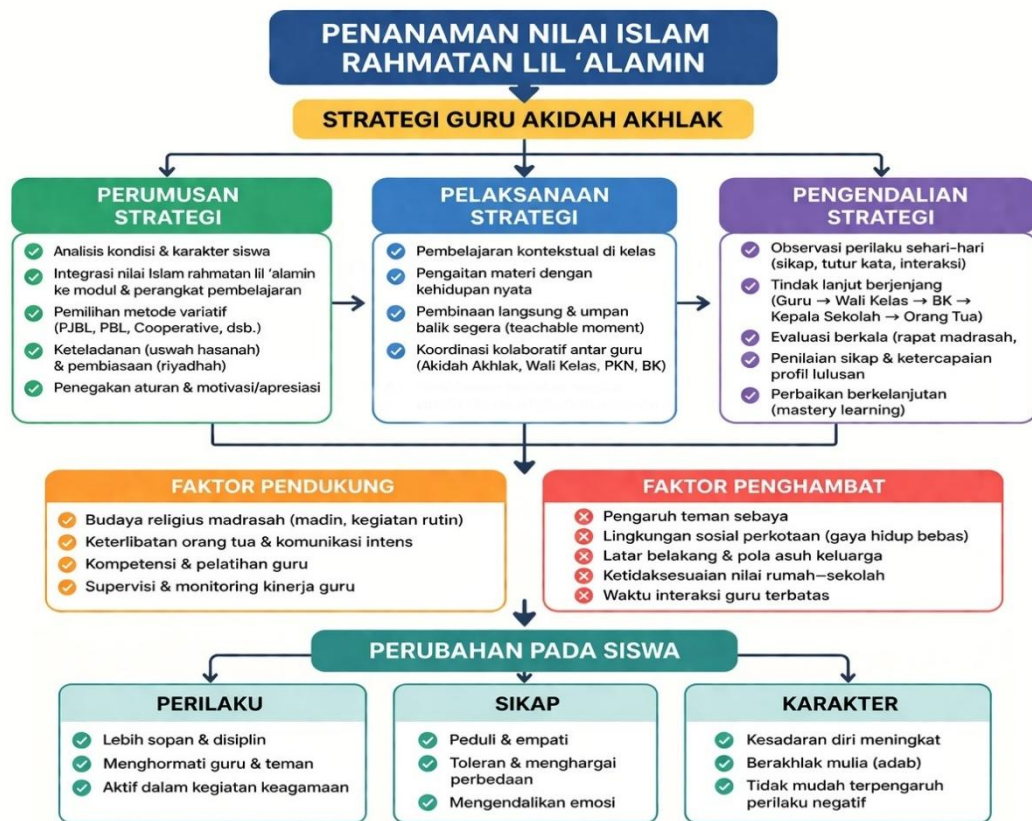 PENANAMAN NILAI ISLAM
RAHMATAN LIL ‘ALAMIN
STRATEGI GURU AKIDAH AKHLAK
PERUMUSAN
STRATEGI
Analisis kondisi & karakter siswa
Integrasi nilai Islam rahmatan lil ‘alamin
ke modul & perangkat pembelajaran
Pemilihan metode variatif
(PJBL, PBL, Cooperative, dsb.)
Keteladanan (uswah hasanah)
& pembiasaan (riyadhah)
Penegakan aturan & motivasi/apresiasi
PELAKSANAAN
STRATEGI
Pembelajaran kontekstual di kelas
Pengaitan materi dengan
kehidupan nyata
Pembinaan langsung & umpan
balik segera (teachable moment)
Koordinasi kolaboratif antar guru
(Akidah Akhlak, Wali Kelas, PKN, BK)
PENGENDALIAN
STRATEGI
Observasi perilaku sehari-hari
(sikap, tutur kata, interaksi)
Tindak lanjut berjenjang
(Guru → Wali Kelas → BK →
Kepala Sekolah → Orang Tua)
Evaluasi berkala (rapat madrasah,
Penilaian sikap & ketercapaian
profil lulusan
Perbaikan berkelanjutan
(mastery learning)
FAKTOR PENDUKUNG
Budaya religius madrasah (madin, kegiatan rutin)
Keterlibatan orang tua & komunikasi intens
Kompetensi & pelatihan guru
Supervisi & monitoring kinerja guru
FAKTOR PENGHAMBAT
Pengaruh teman sebaya
Lingkungan sosial perkotaan (gaya hidup bebas)
Latar belakang & pola asuh keluarga
Ketidaksesuaian nilai rumah–sekolah
Waktu interaksi guru terbatas
PERUBAHAN PADA SISWA
PERILAKU
Lebih sopan & disiplin
Menghormati guru & teman
Aktif dalam kegiatan keagamaan
SIKAP
Peduli & empati
Toleran & menghargai
perbedaan
Mengendalikan emosi
KARAKTER
Kesadaran diri meningkat
Berakhlak mulia (adab)
Tidak mudah terpengaruh
perilaku negatif